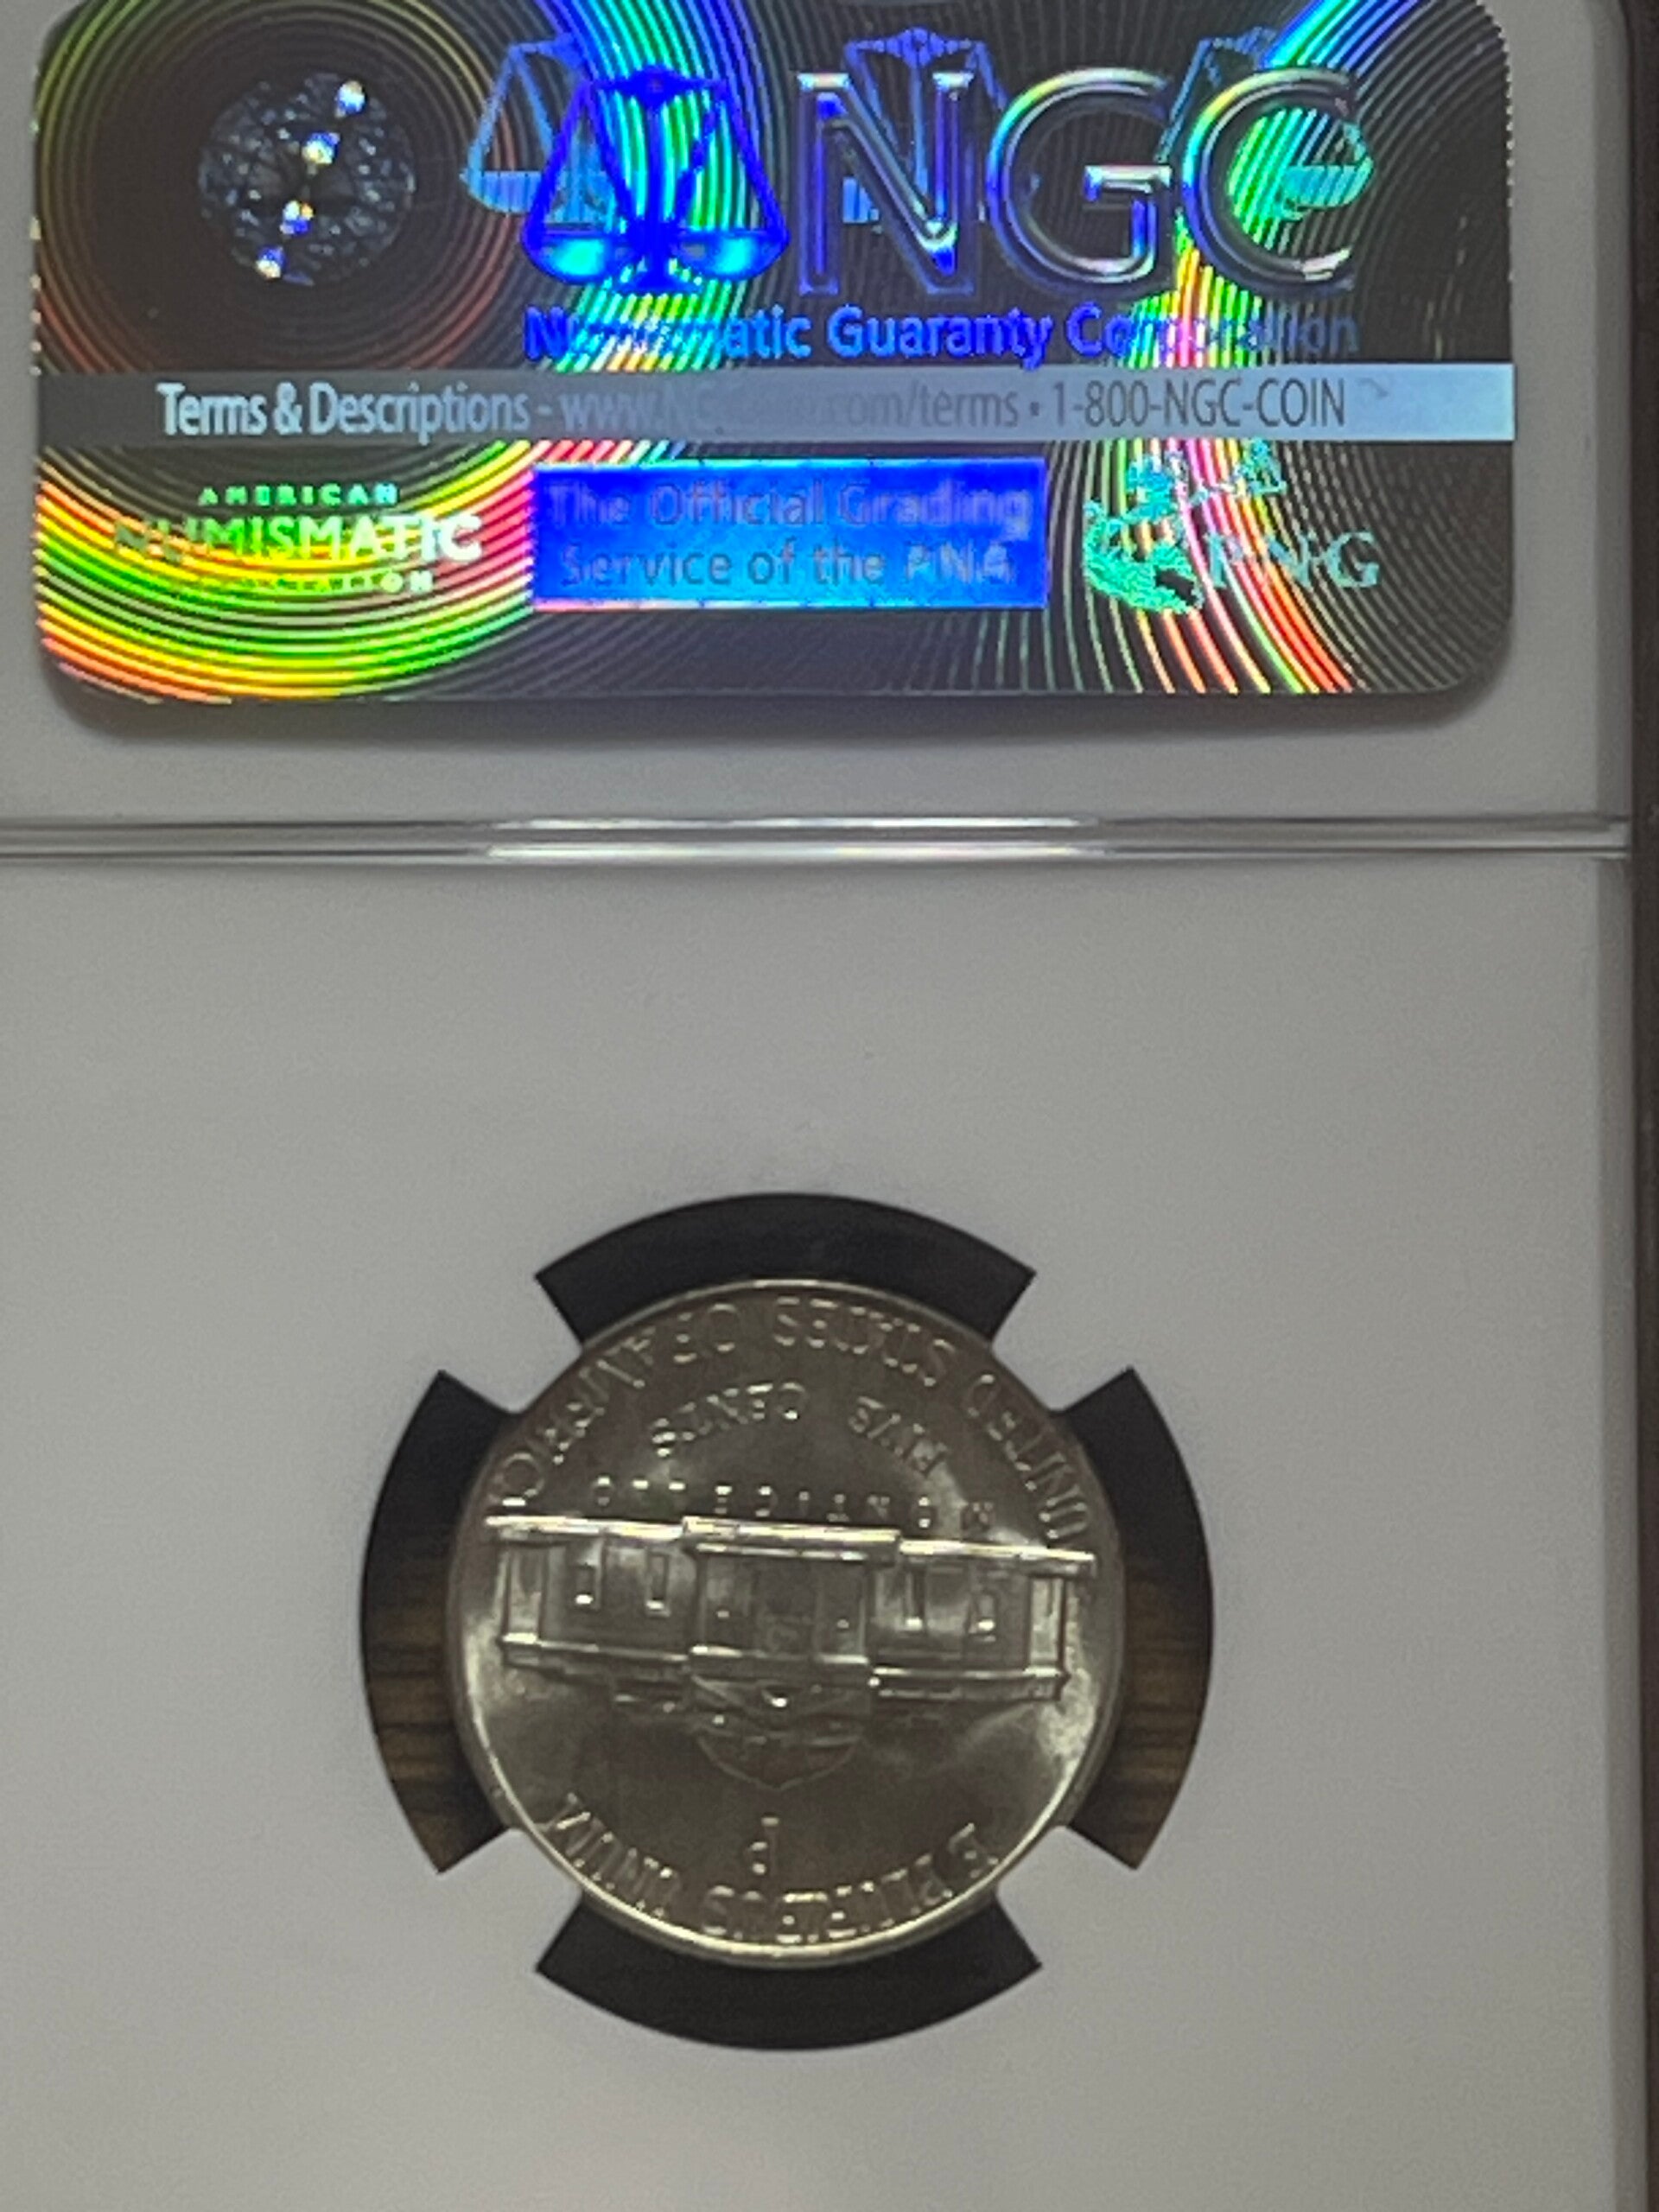 NGC
Numismatic Guaranty Corporation
Terms & Descriptions - www.NGCcoin.com/terms • 1-800-NGC-COIN
AMERICAN
NUMISMATIC
ASSOCIATION
The Official Grading
Service of the
PNG
E PLURIBUS UNUM
P
MONTICELLO
FIVE CENTS
UNITED STATES OF AMERICA